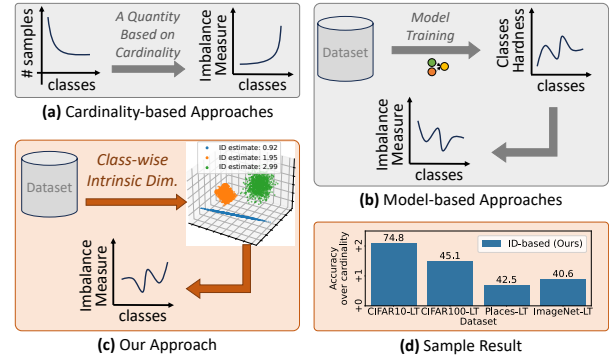 # samples
classes
A Quantity
Based on
Cardinality
Imbalance
Measure
classes
(a) Cardinality-based Approaches
Dataset
Model
Training
Classes
Hardness
classes
Imbalance
Measure
classes
(b) Model-based Approaches
Dataset
Class-wise
Intrinsic Dim.
ID estimate: 0.92
ID estimate: 1.95
ID estimate: 2.99
Imbalance
Measure
classes
(c) Our Approach
Accuracy
over cardinality
+2
+1
+0
74.8
45.1
42.5
40.6
ID-based (Ours)
CIFAR10-LT CIFAR100-LT Places-LT ImageNet-LT
Dataset
(d) Sample Result